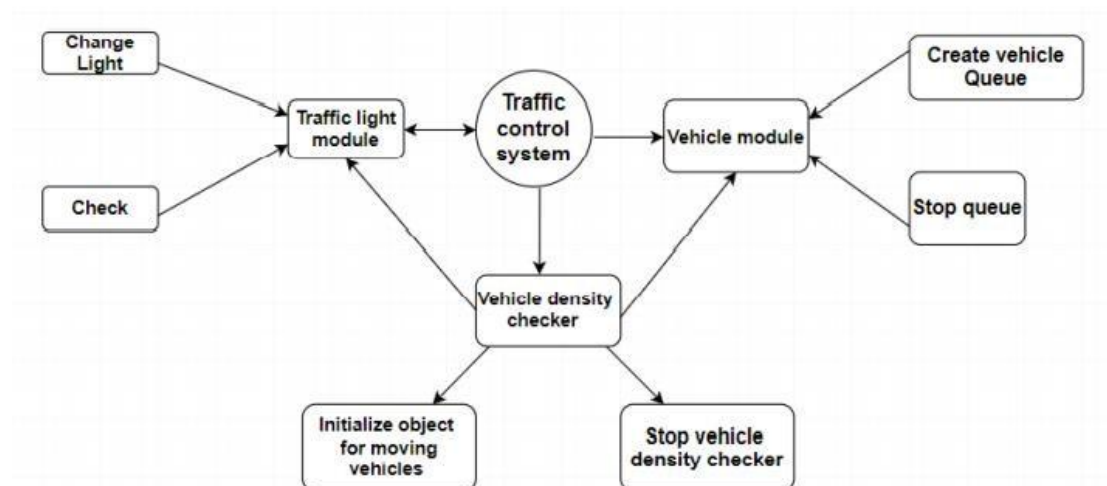 Change
Light
Traffic light
module
Check
Traffic
control
system
Vehicle module
Create vehicle
Queue
Stop queue
Vehicle density
checker
Initialize object
for moving
vehicles
Stop vehicle
density checker